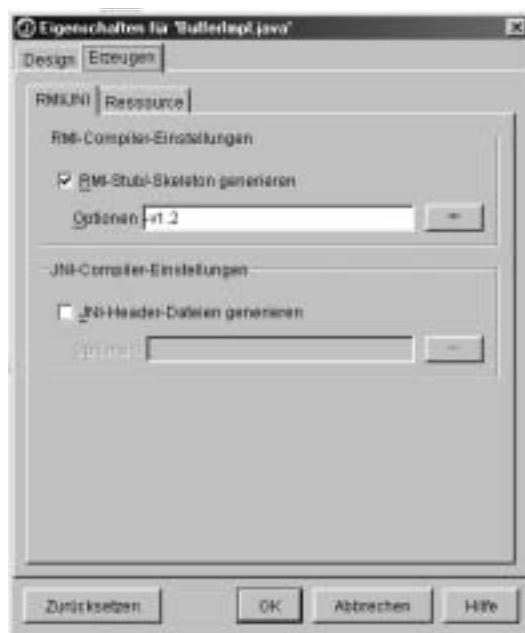 Eigenschaften für 'BufferImpl.java'
Design Erzeugen
RMI/JNI Ressource
RMI-Compiler-Einstellungen
RMI-Stub/-Skeleton generieren
Optionen -v1.2
JNI-Compiler-Einstellungen
JNI-Header-Dateien generieren
Optionen
Zurücksetzen OK Abbrechen Hilfe